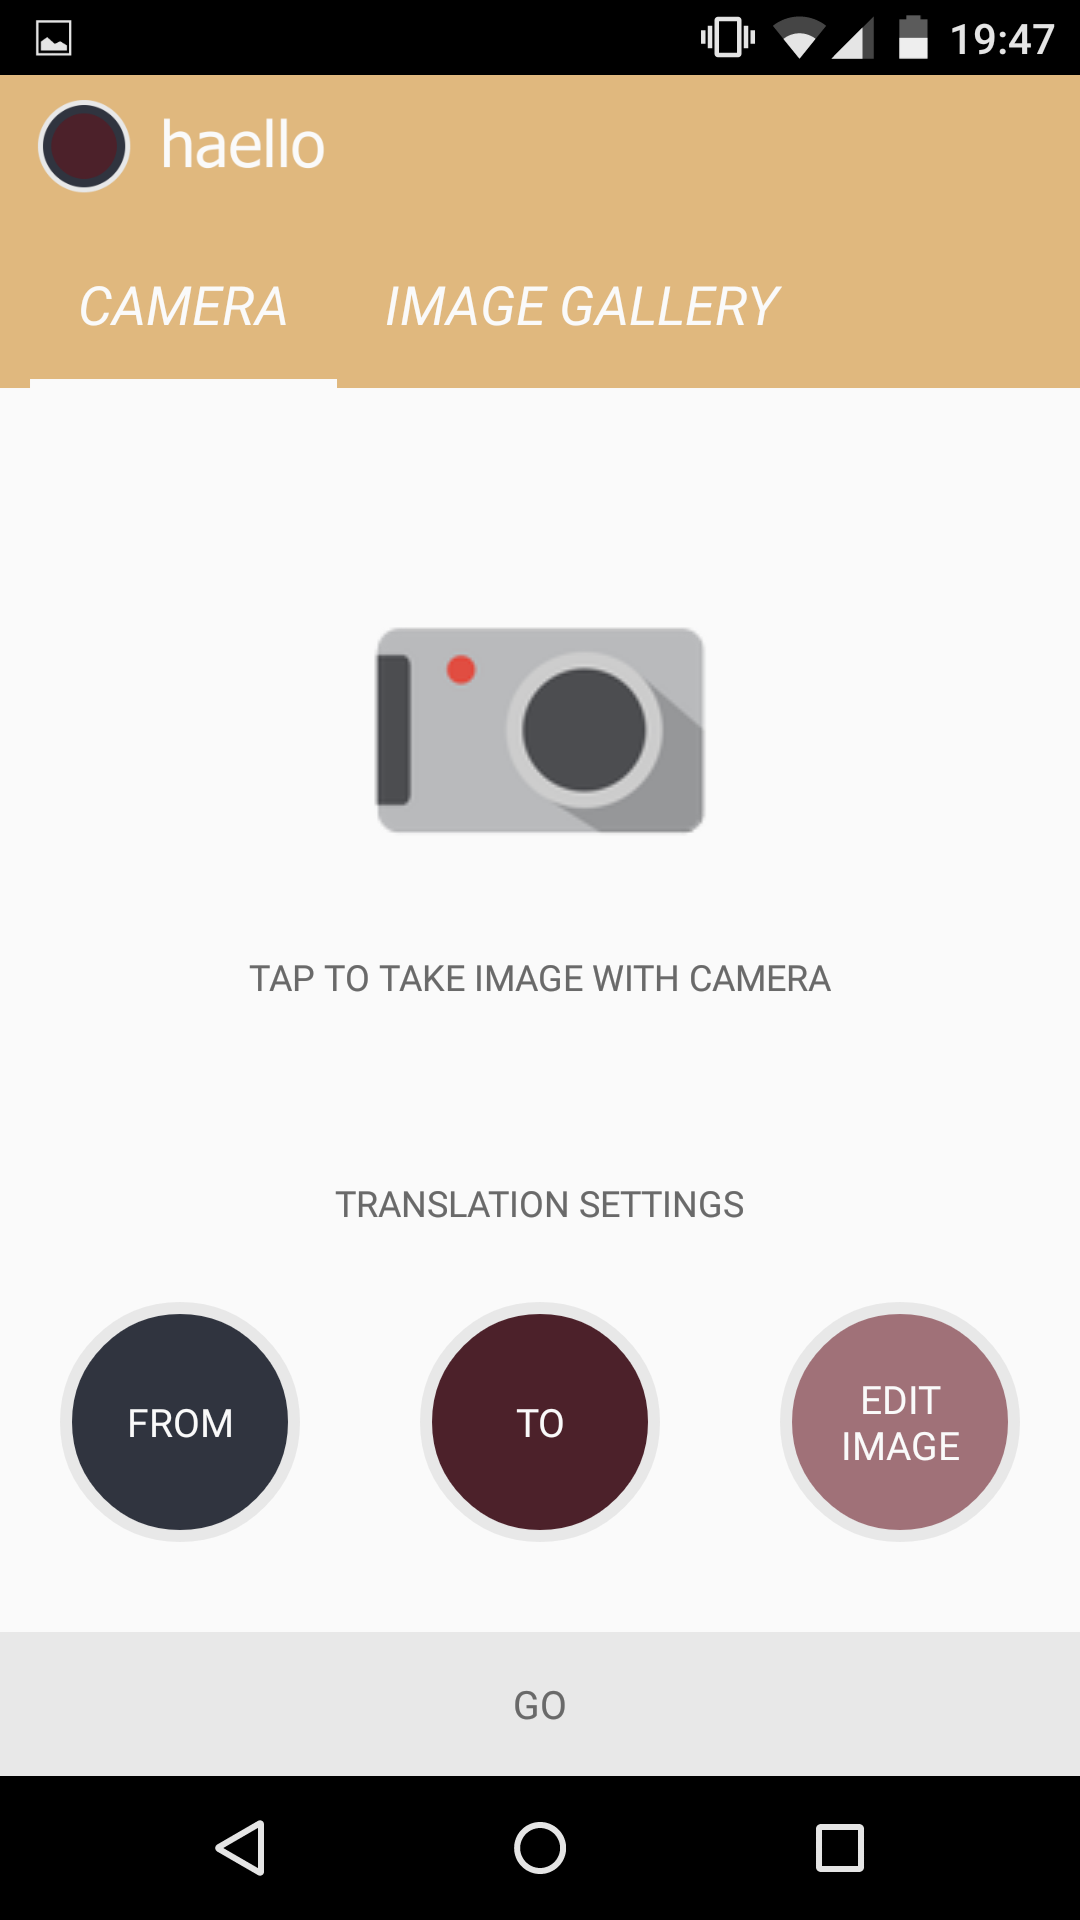 19:47
haello
CAMERA IMAGE GALLERY
TAP TO TAKE IMAGE WITH CAMERA
TRANSLATION SETTINGS
FROM
TO
EDIT
IMAGE
GO